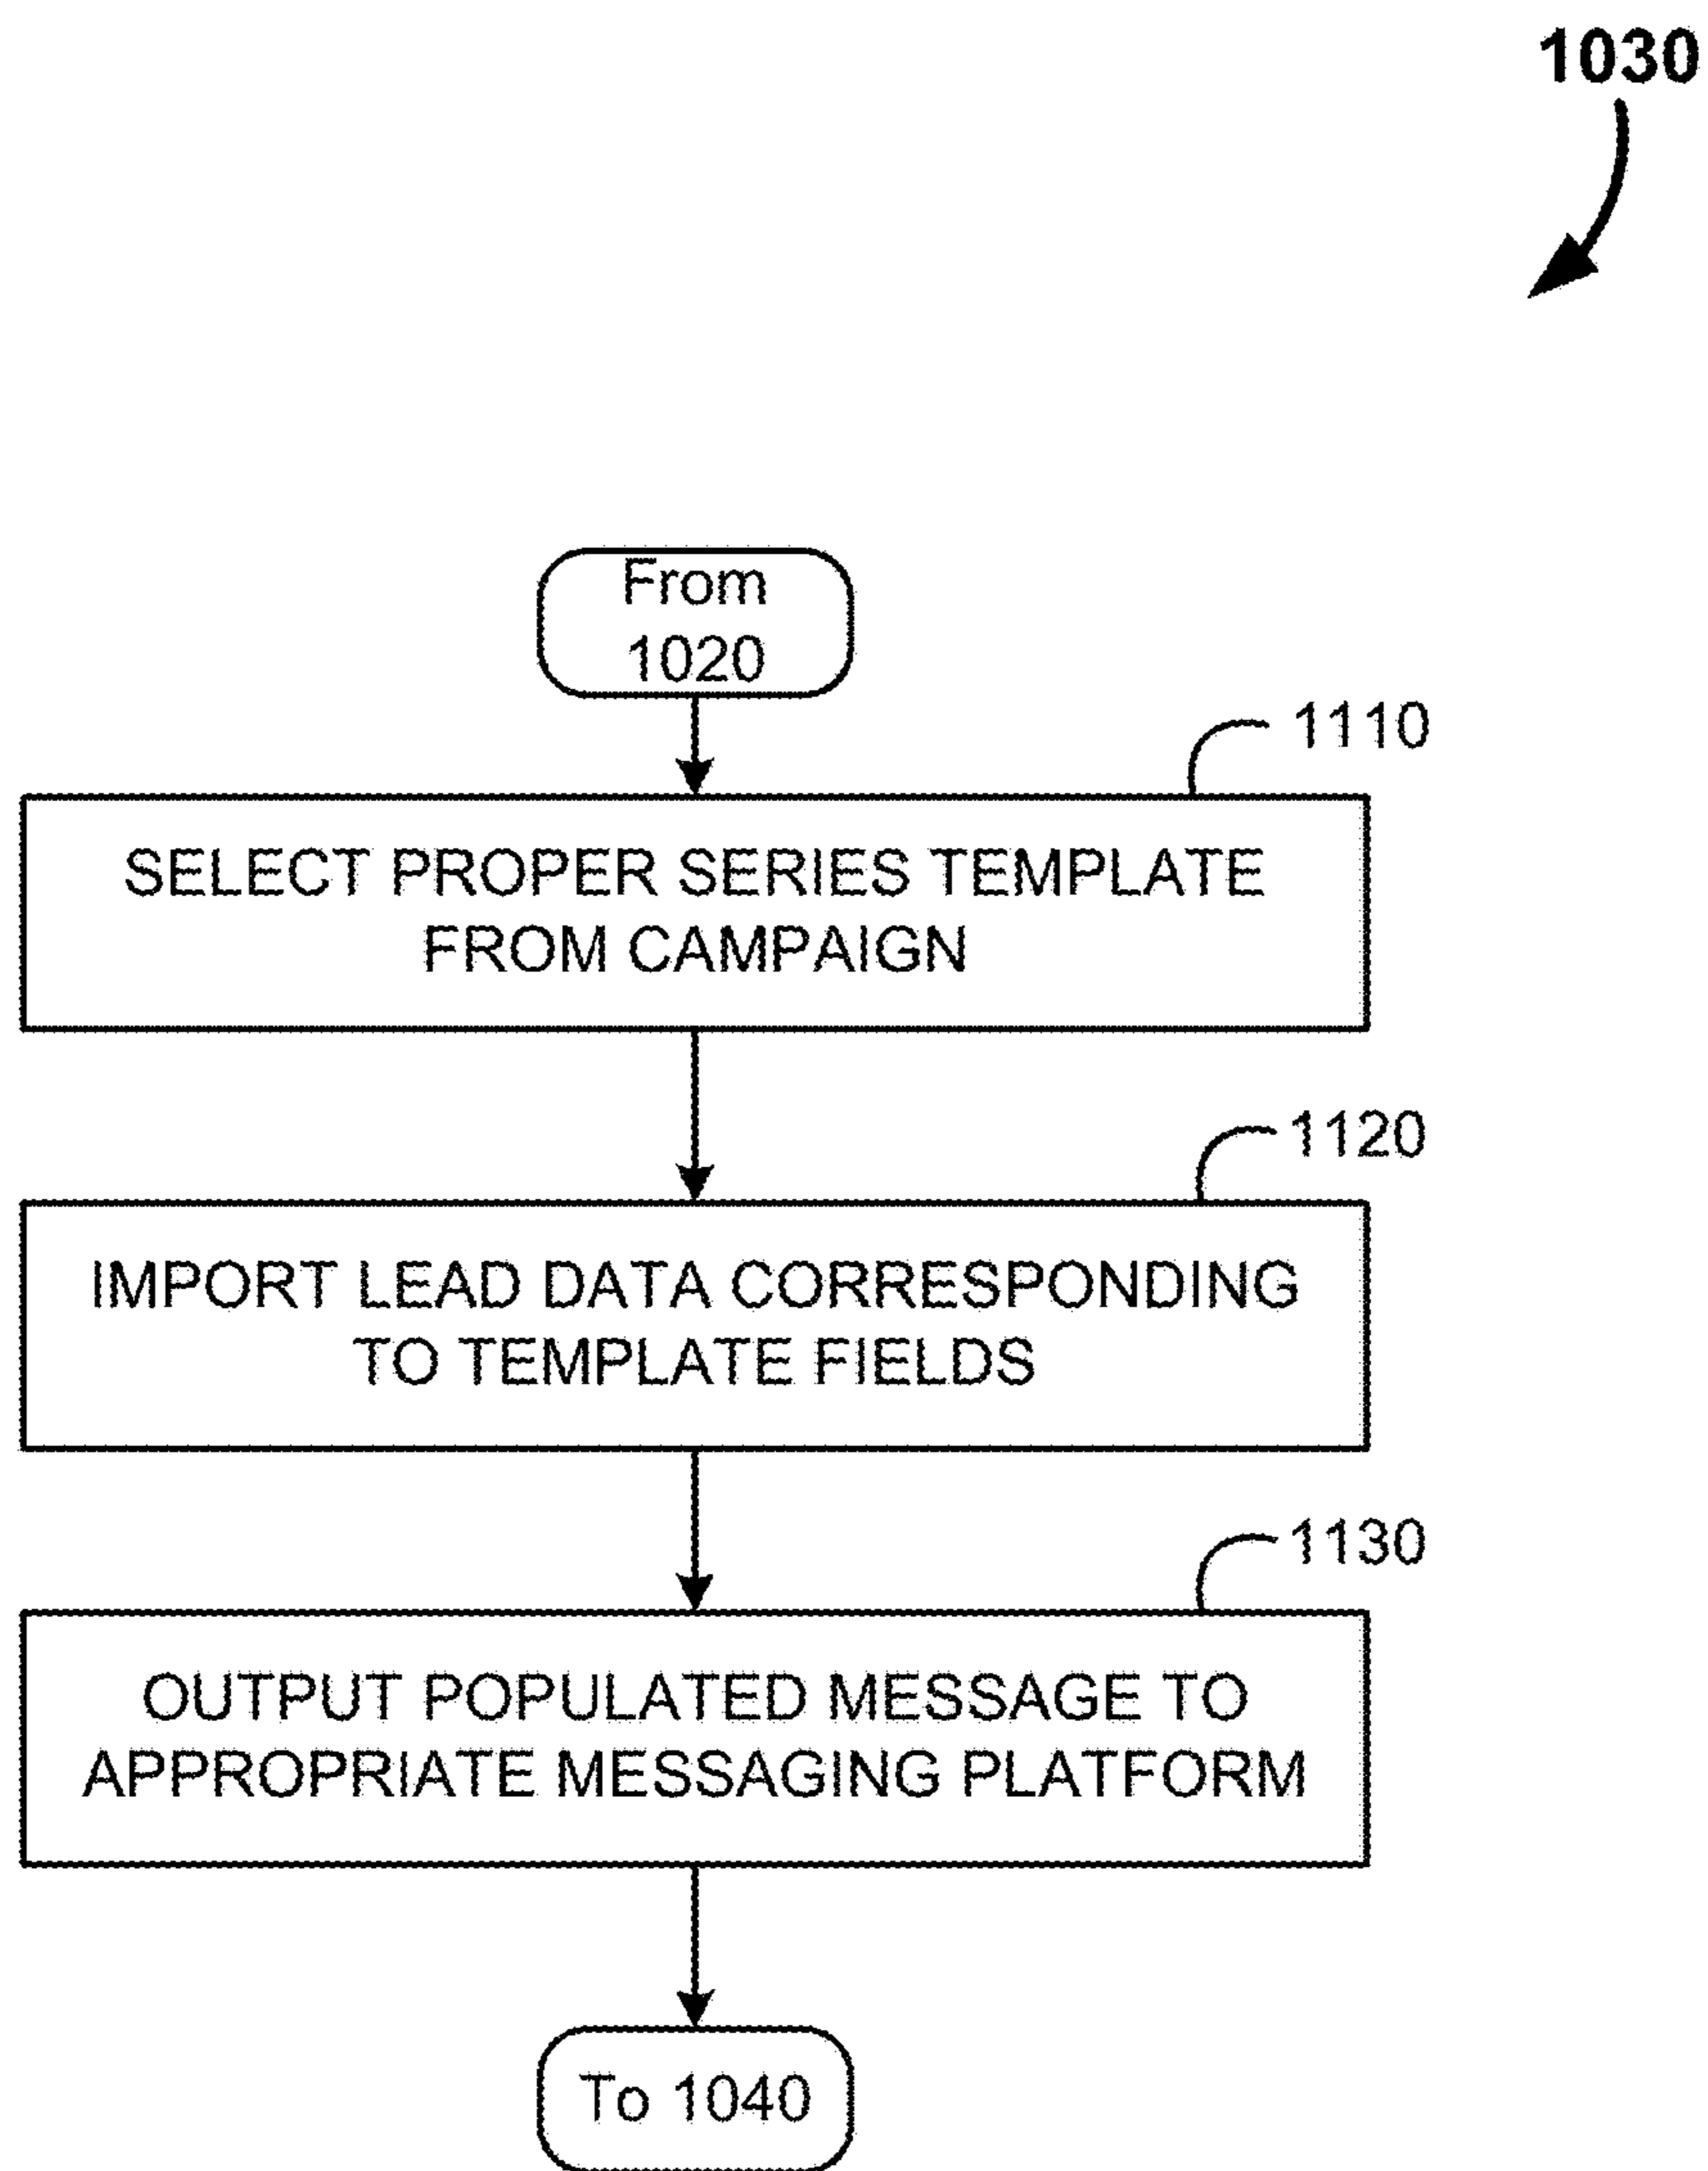 1030
From
1020
1110
SELECT PROPER SERIES TEMPLATE
FROM CAMPAIGN
1120
IMPORT LEAD DATA CORRESPONDING
TO TEMPLATE FIELDS
1130
OUTPUT POPULATED MESSAGE TO
APPROPRIATE MESSAGING PLATFORM
To 1040